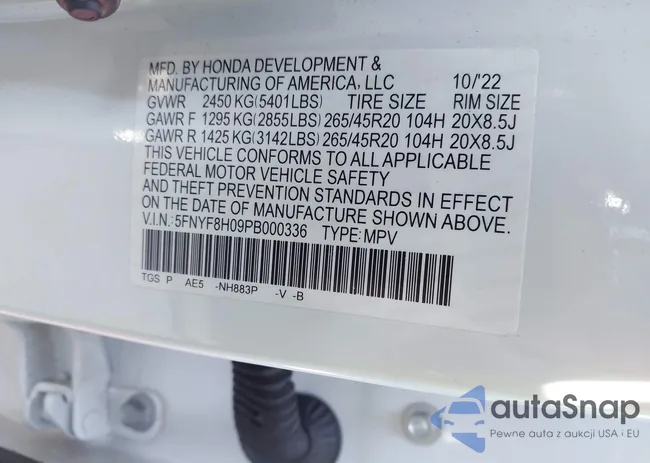 MFD. BY HONDA DEVELOPMENT &
MANUFACTURING OF AMERICA, LLC 10/'22
GVWR 2450 KG(5401LBS) TIRE SIZE RIM SIZE
GAWR F 1295 KG(2855LBS) 265/45R20 104H 20X8.5J
GAWR R 1425 KG(3142LBS) 265/45R20 104H 20X8.5J
THIS VEHICLE CONFORMS TO ALL APPLICABLE
FEDERAL MOTOR VEHICLE SAFETY
AND THEFT PREVENTION STANDARDS IN EFFECT
ON THE DATE OF MANUFACTURE SHOWN ABOVE.
V.I.N.: 5FNYF8H09PB000336 TYPE: MPV
TGS P AE5 -NH883P -V -B
autaSnap
Pewne auta z aukcji USA i EU